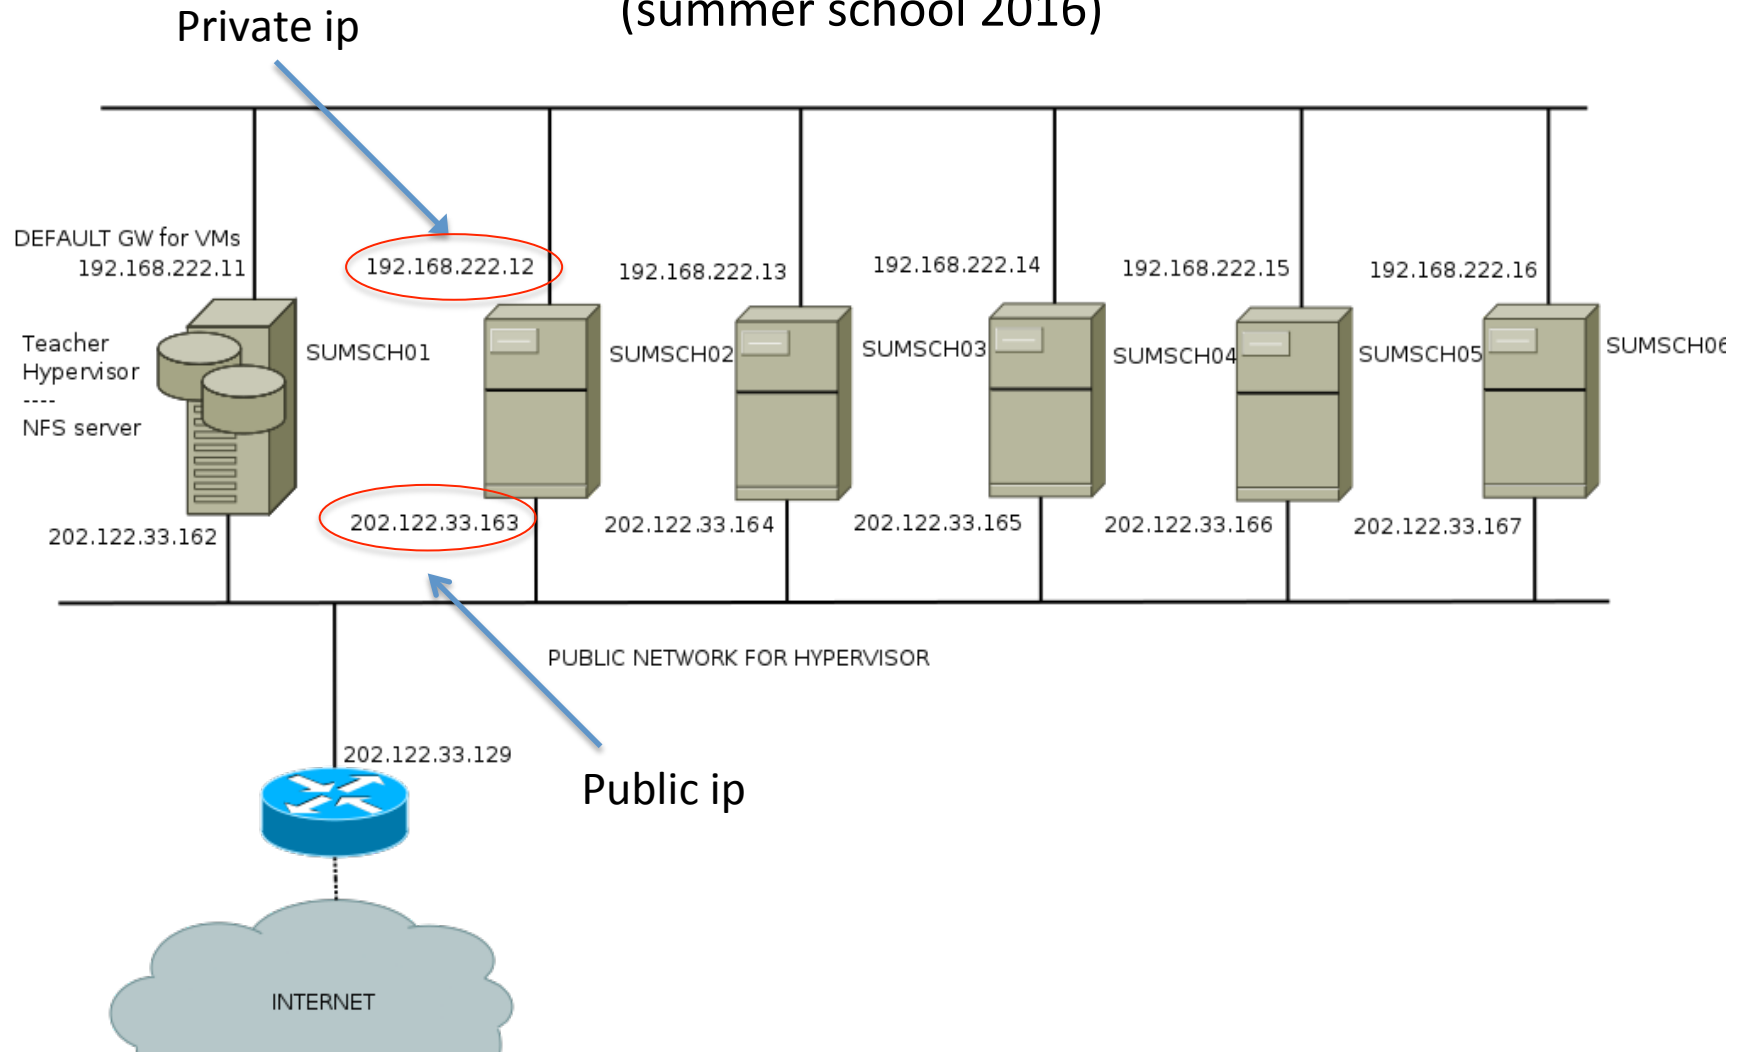 (summer school 2016)
Private ip
DEFAULT GW for VMs
192.168.222.11
192.168.222.12
192.168.222.13
192.168.222.14
192.168.222.15
192.168.222.16
Teacher
Hypervisor
----
NFS server
SUMSCH01
SUMSCH02
SUMSCH03
SUMSCH04
SUMSCH05
SUMSCH06
202.122.33.162
202.122.33.163
202.122.33.164
202.122.33.165
202.122.33.166
202.122.33.167
PUBLIC NETWORK FOR HYPERVISOR
202.122.33.129
Public ip
INTERNET